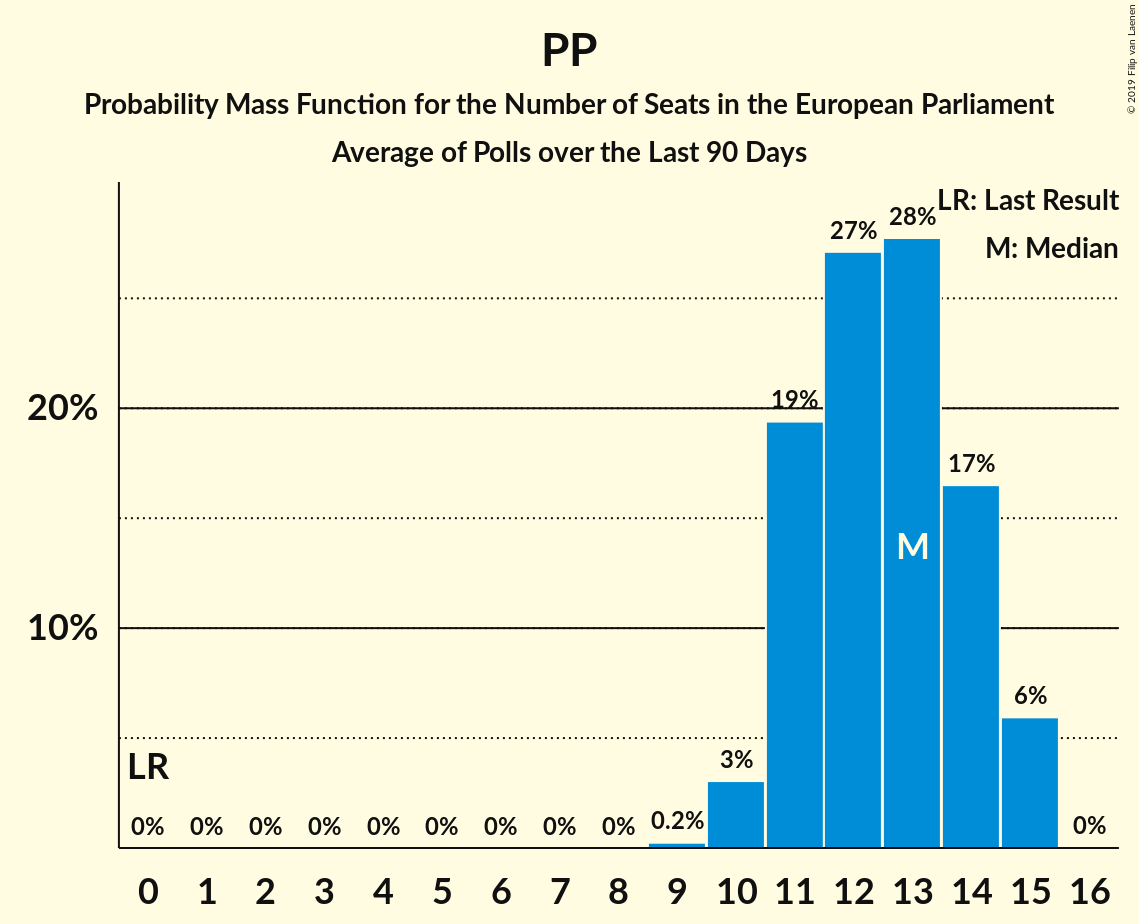 PP
Probability Mass Function for the Number of Seats in the European Parliament
Average of Polls over the Last 90 Days
© 2019 Filip van Laenen
LR: Last Result
M: Median
28%
27%
20%
19%
17%
M
10%
6%
3%
LR
0% 0% 0% 0% 0% 0% 0% 0% 0% 0.2% 0%
0 1 2 3 4 5 6 7 8 9 10 11 12 13 14 15 16